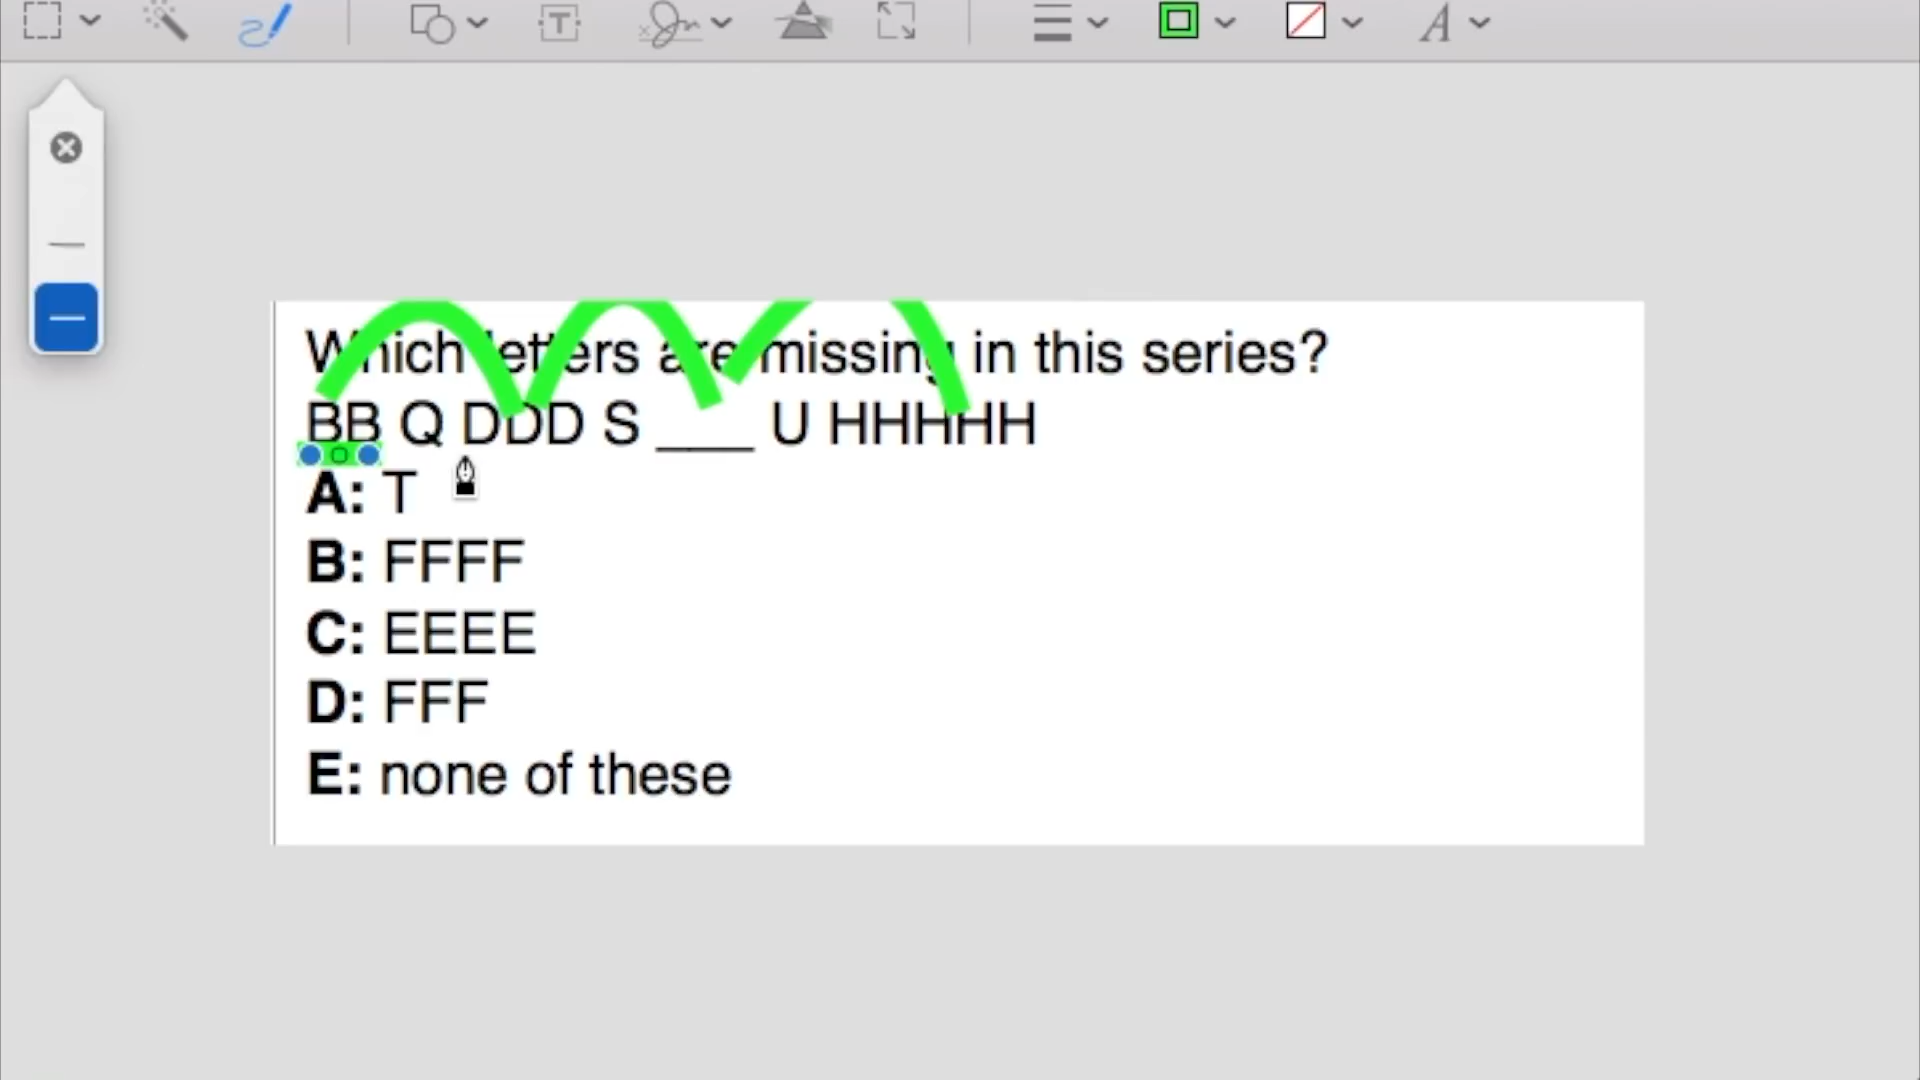 Which letters are missing in this series?
BB Q DDD S ___ U HHHHH
A: T
B: FFFF
C: EEEE
D: FFF
E: none of these